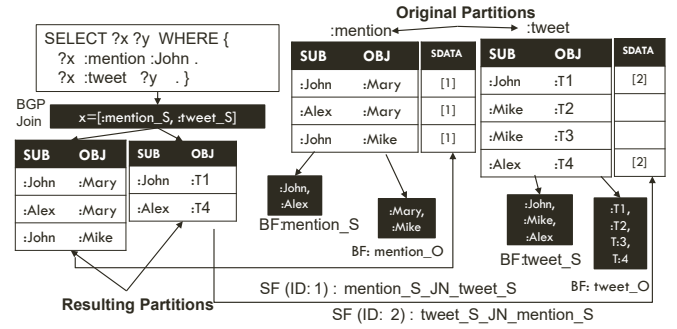 Original Partitions
SELECT ?x ?y WHERE {
?x :mention :John .
?x :tweet ?y . }
BGP
Join
x=[:mention_S, :tweet_S]
SUB OBJ
:John :Mary
:Alex :Mary
:John :Mike
SUB OBJ
:John :T1
:Alex :T4
Resulting Partitions
:mention
SUB OBJ SDATA
:John :Mary [1]
:Alex :Mary [1]
:John :Mike [1]
:John,
:Alex
BF:mention_S
:Mary,
:Mike
BF: mention_O
:tweet
SUB OBJ SDATA
:John :T1 [2]
:Mike :T2
:Mike :T3
:Alex :T4 [2]
:John,
:Mike,
:Alex
BF:tweet_S
:T1,
:T2,
T:3,
T:4
BF: tweet_O
SF (ID: 1) : mention_S_JN_tweet_S
SF (ID: 2) : tweet_S_JN_mention_S